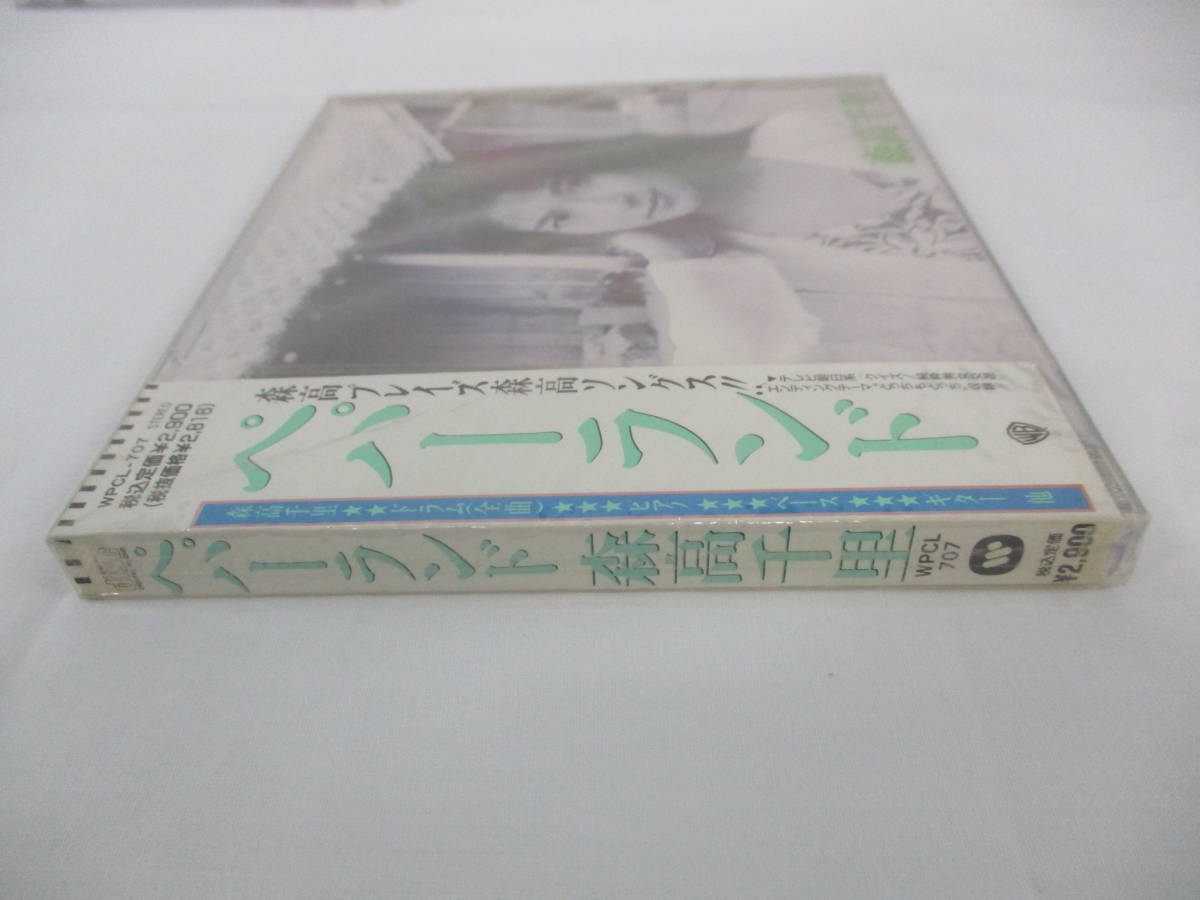 森高プレイズ森高ソングス!!
ペパーランド
WPCL-707 STEREO
税込定価¥2,900
(税抜価格¥2,816)
森高千里★★ドラムス(全曲)★★★ピアノ★★★ベース★★★ギター 他
WB
ペパーランド 森高千里
WPCL
707
税込定価
¥2,900